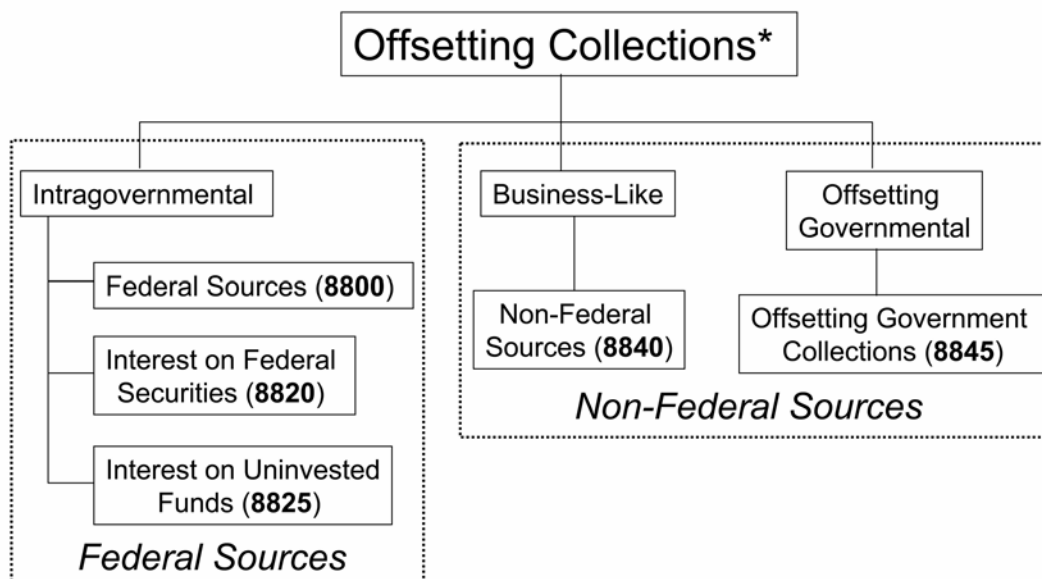 Offsetting Collections*
Intragovernmental
Federal Sources (8800)
Interest on Federal
Securities (8820)
Interest on Uninvested
Funds (8825)
Federal Sources
Business-Like
Non-Federal
Sources (8840)
Offsetting
Governmental
Offsetting Government
Collections (8845)
Non-Federal Sources